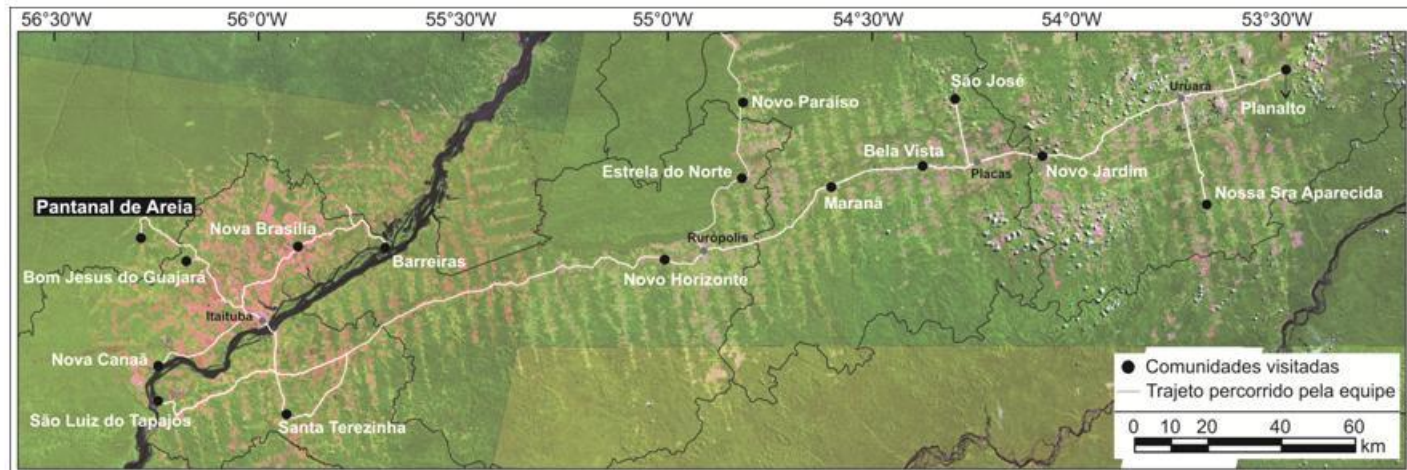 56°30'W 56°00'W 55°30'W 55°00'W 54°30'W 54°00'W 53°30'W
São José
Uruará
Novo Paraíso
Planalto
Bela Vista
Placas
Novo Jardim
Estrela do Norte
Maranã
Nossa Sra Aparecida
Pantanal de Areia
Nova Brasília
Rurópolis
Barreiras
Bom Jesus do Guajará
Novo Horizonte
Itaituba
Nova Canaã
São Luiz do Tapajós
Santa Terezinha
Comunidades visitadas
Trajeto percorrido pela equipe
0 10 20 40 60
km